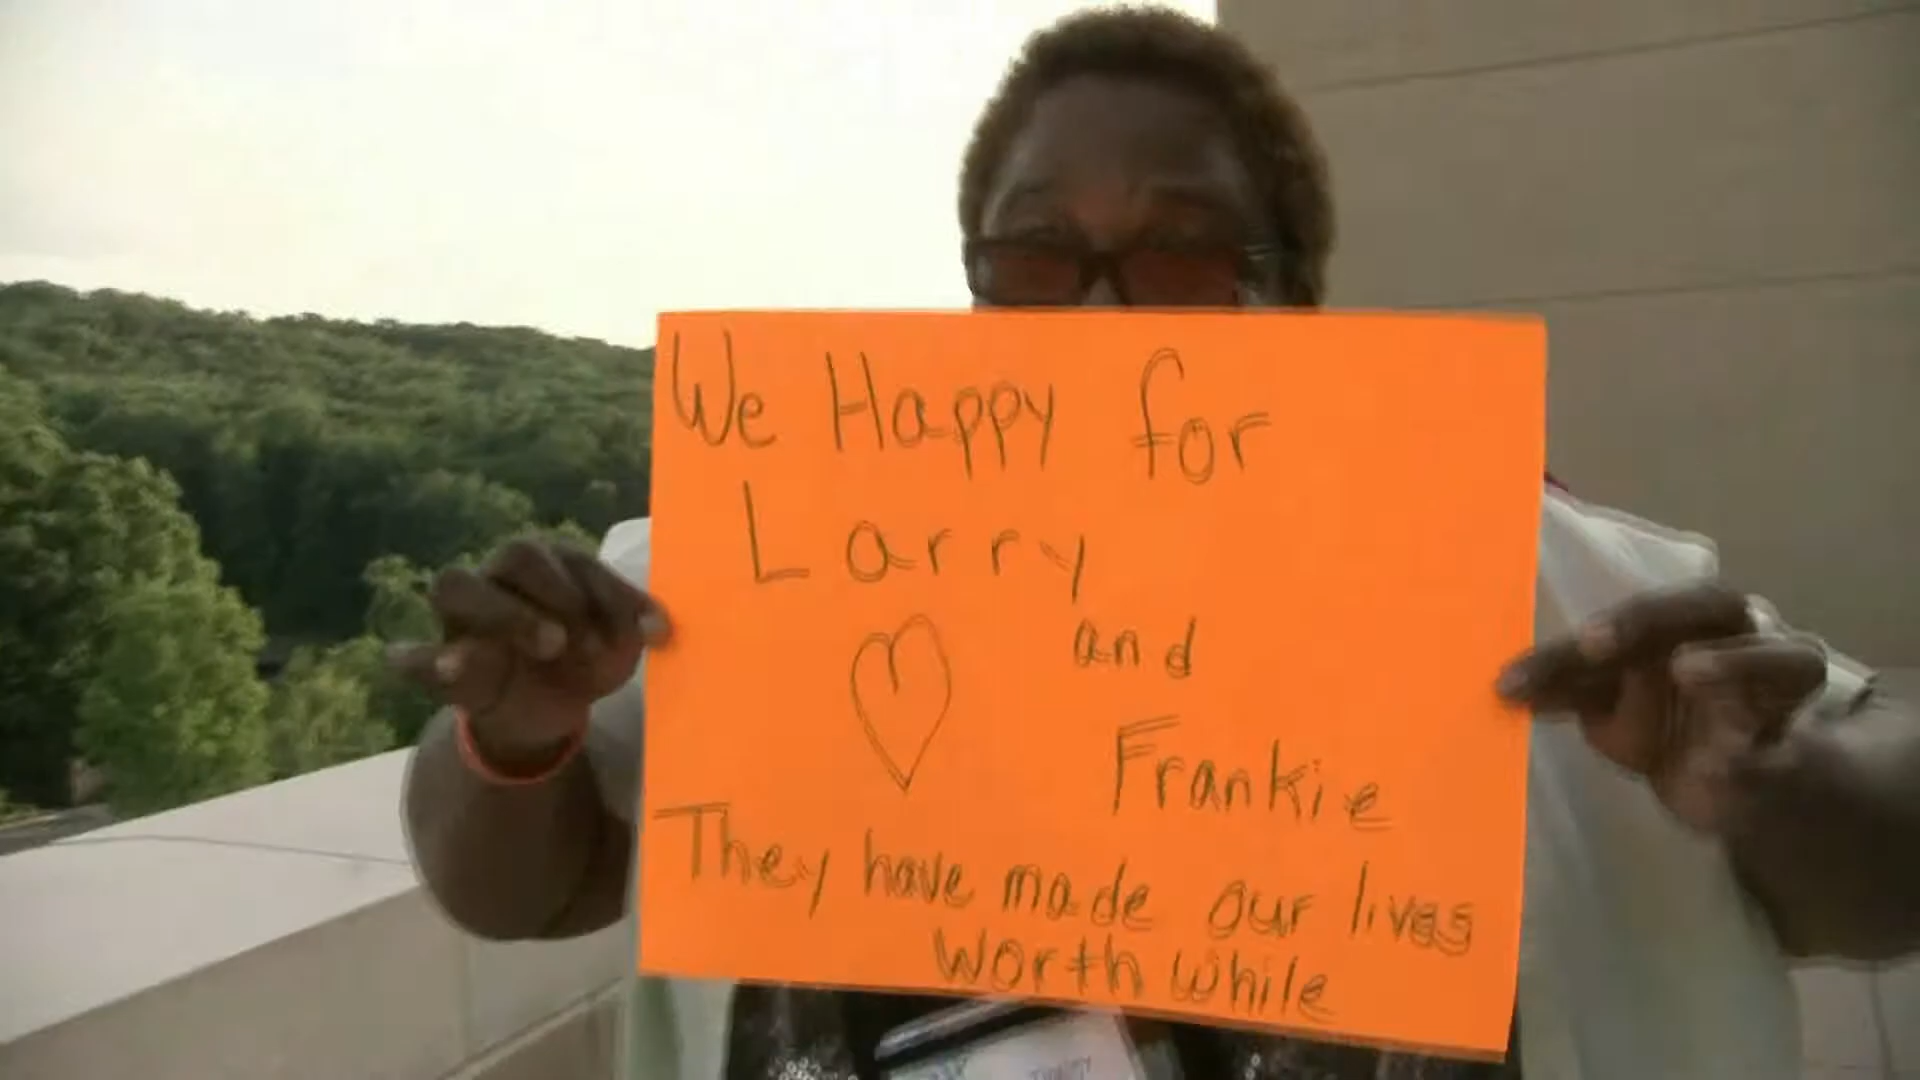 We Happy for
Larry
and
Frankie
They have made our lives
worth while